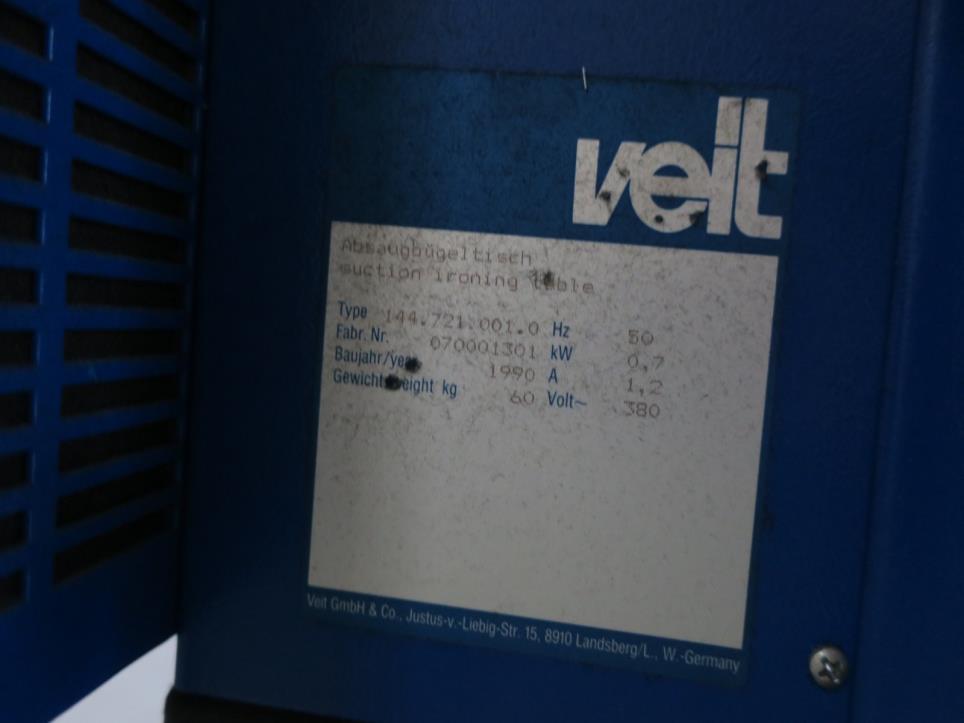 veit
Absaugbügeltisch
suction ironing table
Type 144.721.001.0 Hz 50
Fabr. Nr. 070001301 kW 0,7
Baujahr/year 1990 A 1,2
Gewicht/weight kg 60 Volt~ 380
Veit GmbH & Co., Justus-v.-Liebig-Str. 15, 8910 Landsberg/L., W.-Germany